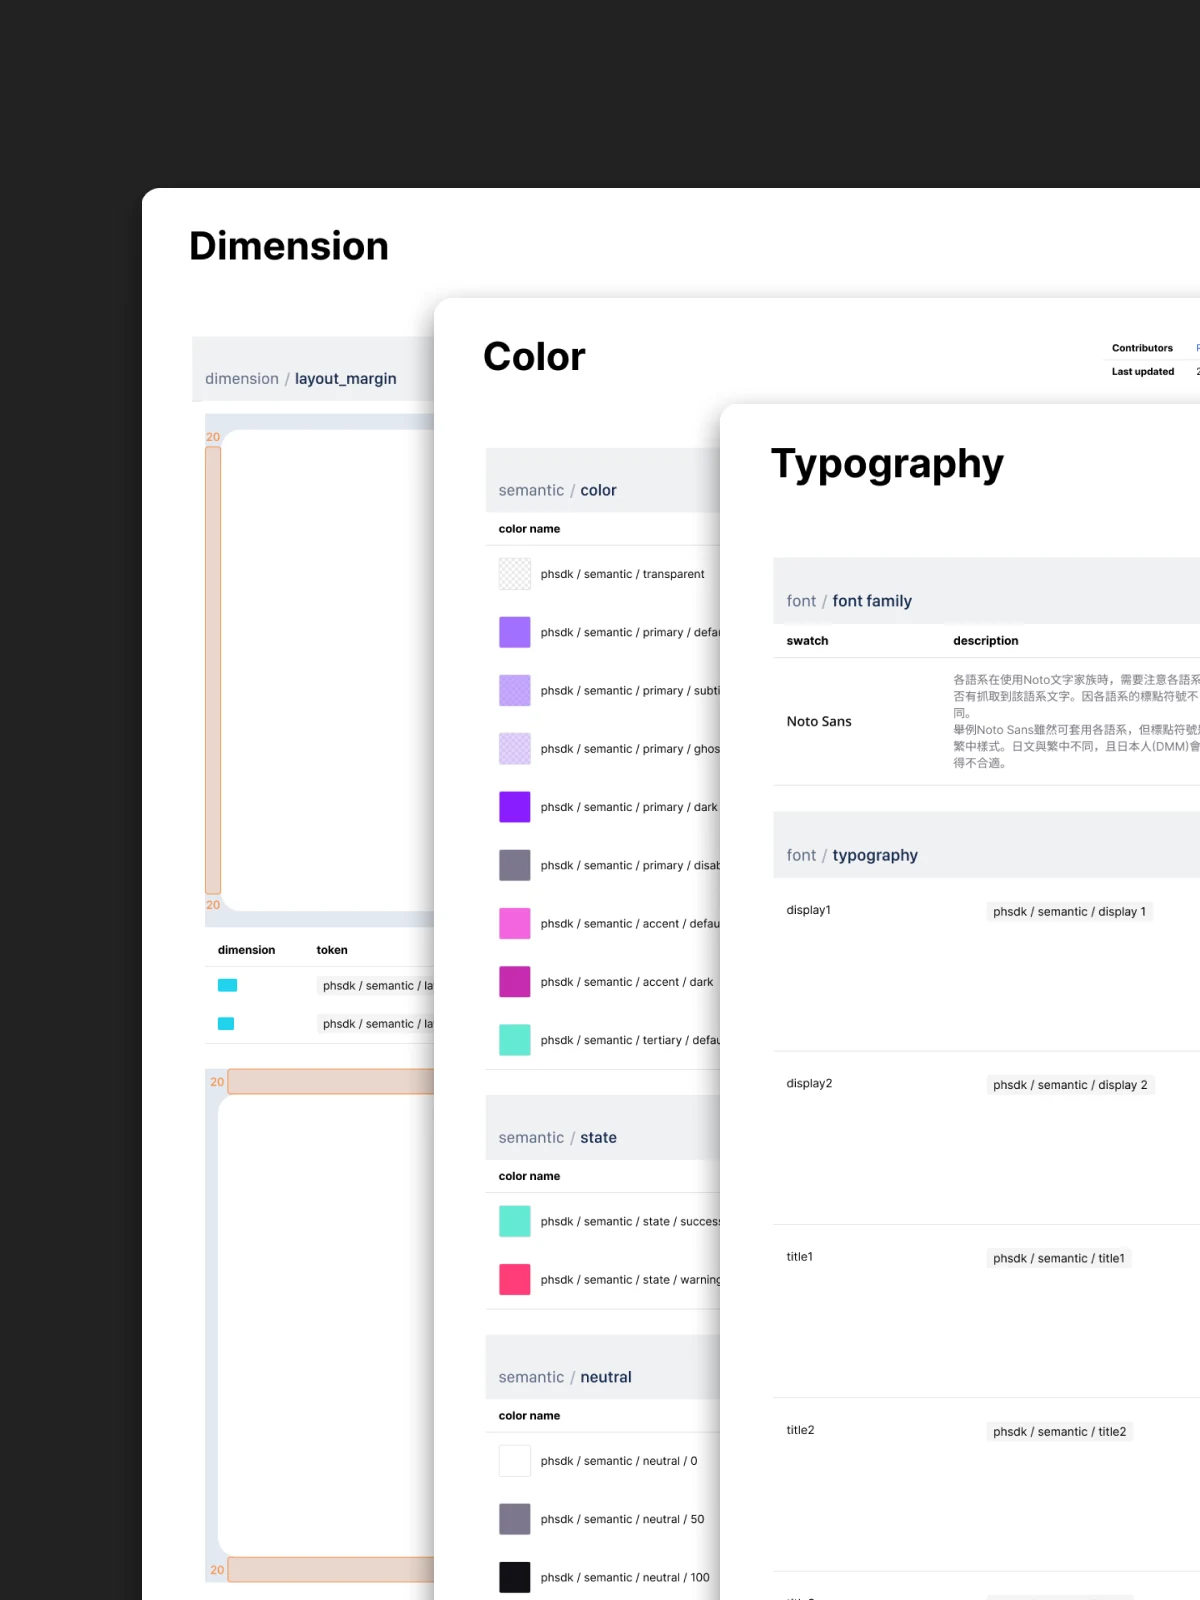 Dimension
dimension / layout_margin
20
20
dimension token
phsdk / semantic / la
phsdk / semantic / la
20
20
Color
Contributors
Last updated
semantic / color
color name
phsdk / semantic / transparent
phsdk / semantic / primary / defau
phsdk / semantic / primary / subtl
phsdk / semantic / primary / ghos
phsdk / semantic / primary / dark
phsdk / semantic / primary / disab
phsdk / semantic / accent / defau
phsdk / semantic / accent / dark
phsdk / semantic / tertiary / defau
semantic / state
color name
phsdk / semantic / state / success
phsdk / semantic / state / warning
semantic / neutral
color name
phsdk / semantic / neutral / 0
phsdk / semantic / neutral / 50
phsdk / semantic / neutral / 100
Typography
font / font family
swatch description
Noto Sans
各語系在使用Noto文字家族時，需要注意各語系
否有抓取到該語系文字。因各語系的標點符號不
同。
舉例Noto Sans雖然可套用各語系，但標點符號
繁中樣式。日文與繁中不同，且日本人(DMM)會
得不合適。
font / typography
display1 phsdk / semantic / display 1
display2 phsdk / semantic / display 2
title1 phsdk / semantic / title1
title2 phsdk / semantic / title2